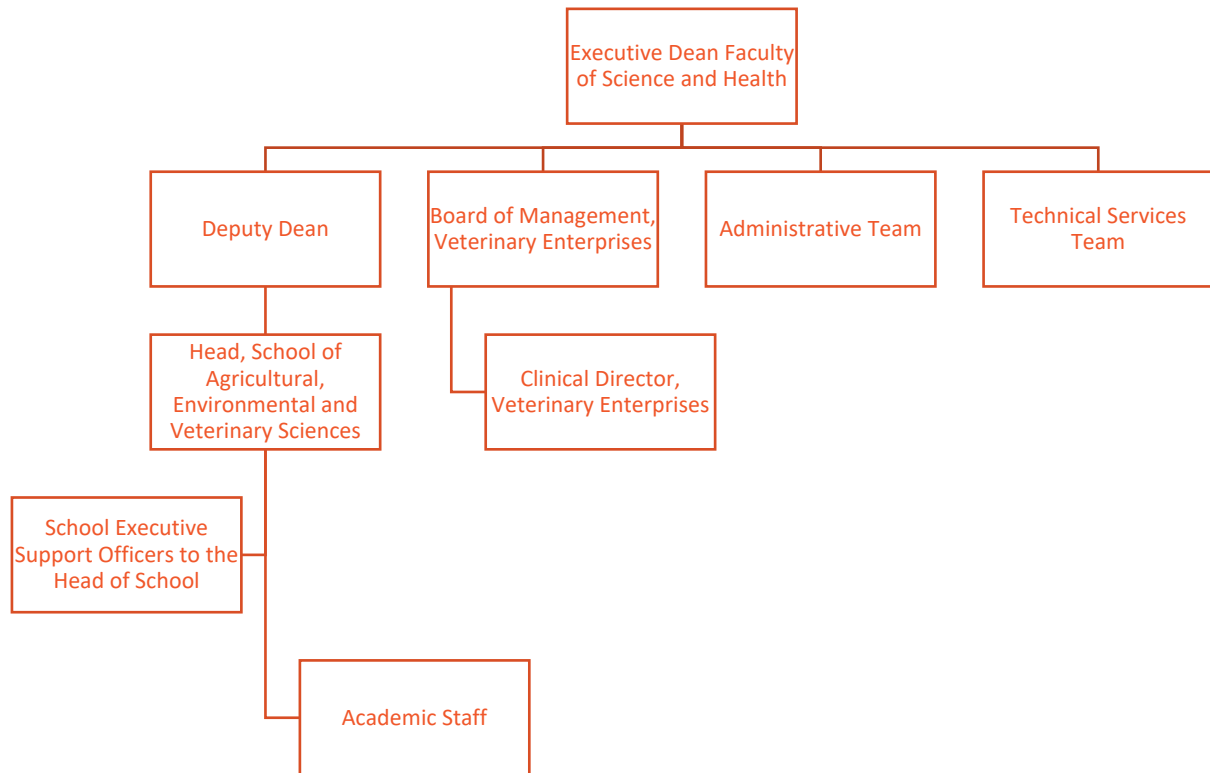 Executive Dean Faculty
of Science and Health
Deputy Dean
Board of Management,
Veterinary Enterprises
Administrative Team
Technical Services
Team
Head, School of
Agricultural,
Environmental and
Veterinary Sciences
Clinical Director,
Veterinary Enterprises
School Executive
Support Officers to the
Head of School
Academic Staff